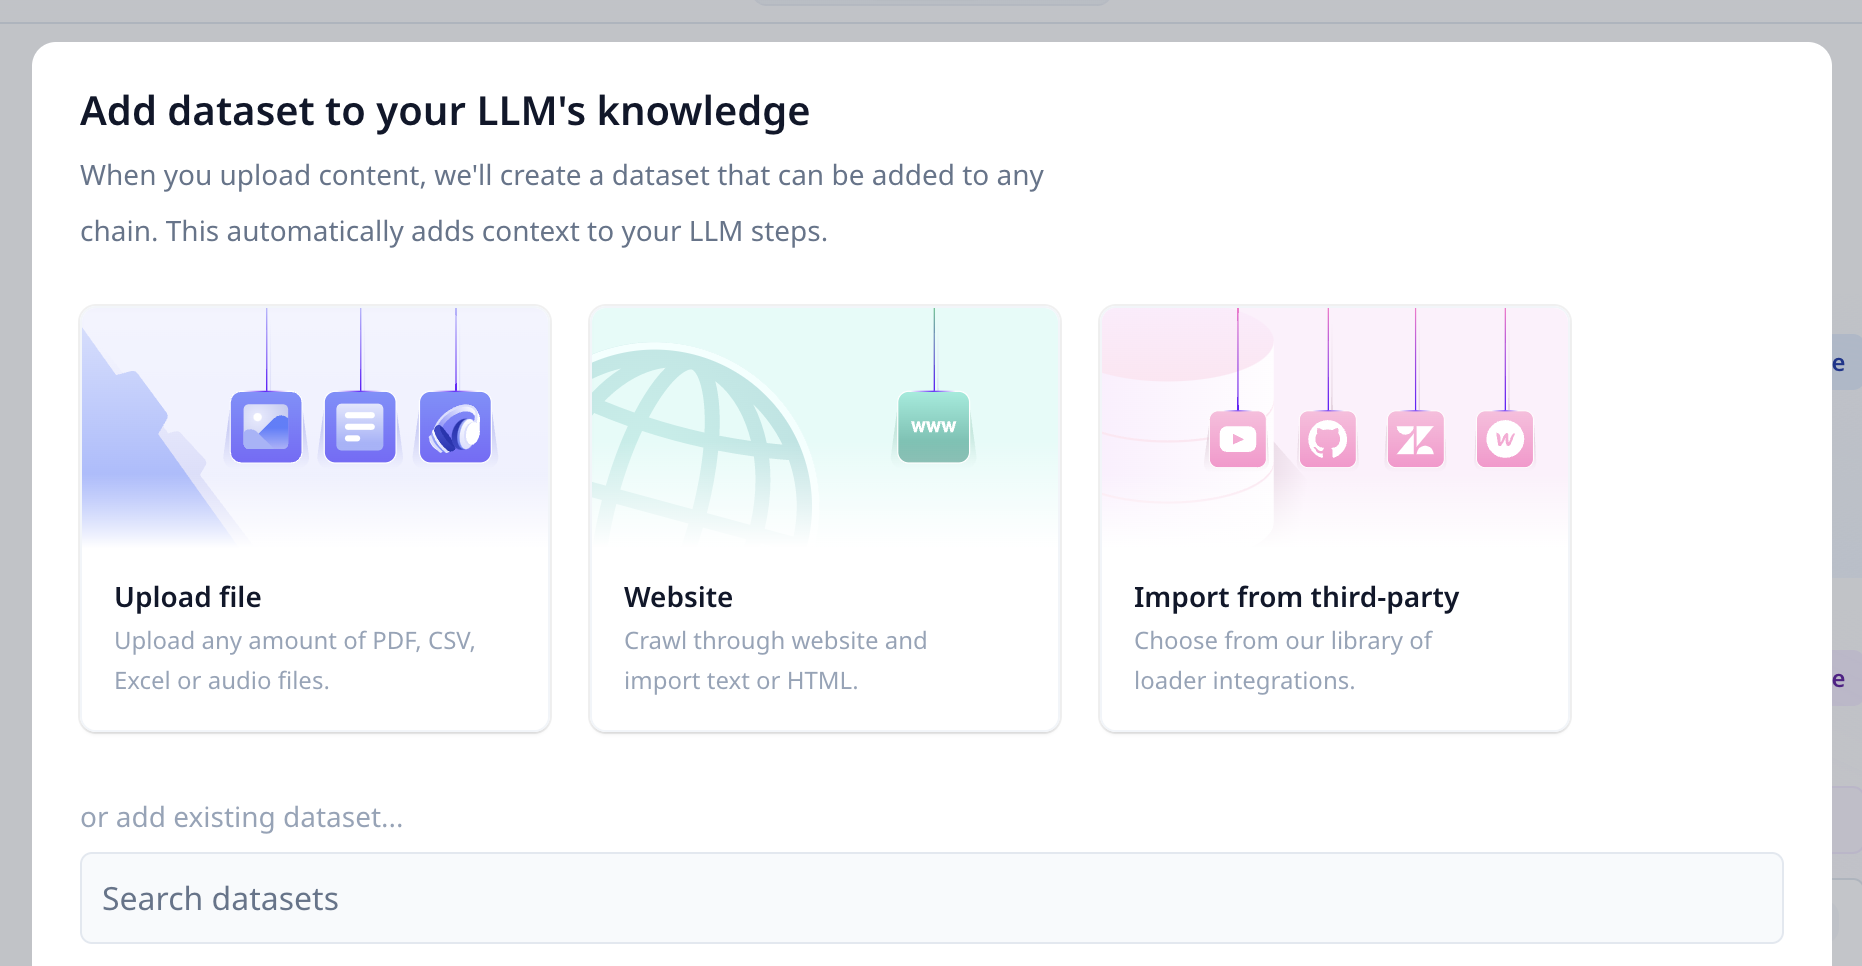 Add dataset to your LLM's knowledge
When you upload content, we'll create a dataset that can be added to any
chain. This automatically adds context to your LLM steps.
www
w
Upload file
Upload any amount of PDF, CSV,
Excel or audio files.
Website
Crawl through website and
import text or HTML.
Import from third-party
Choose from our library of
loader integrations.
e
e
or add existing dataset...
Search datasets